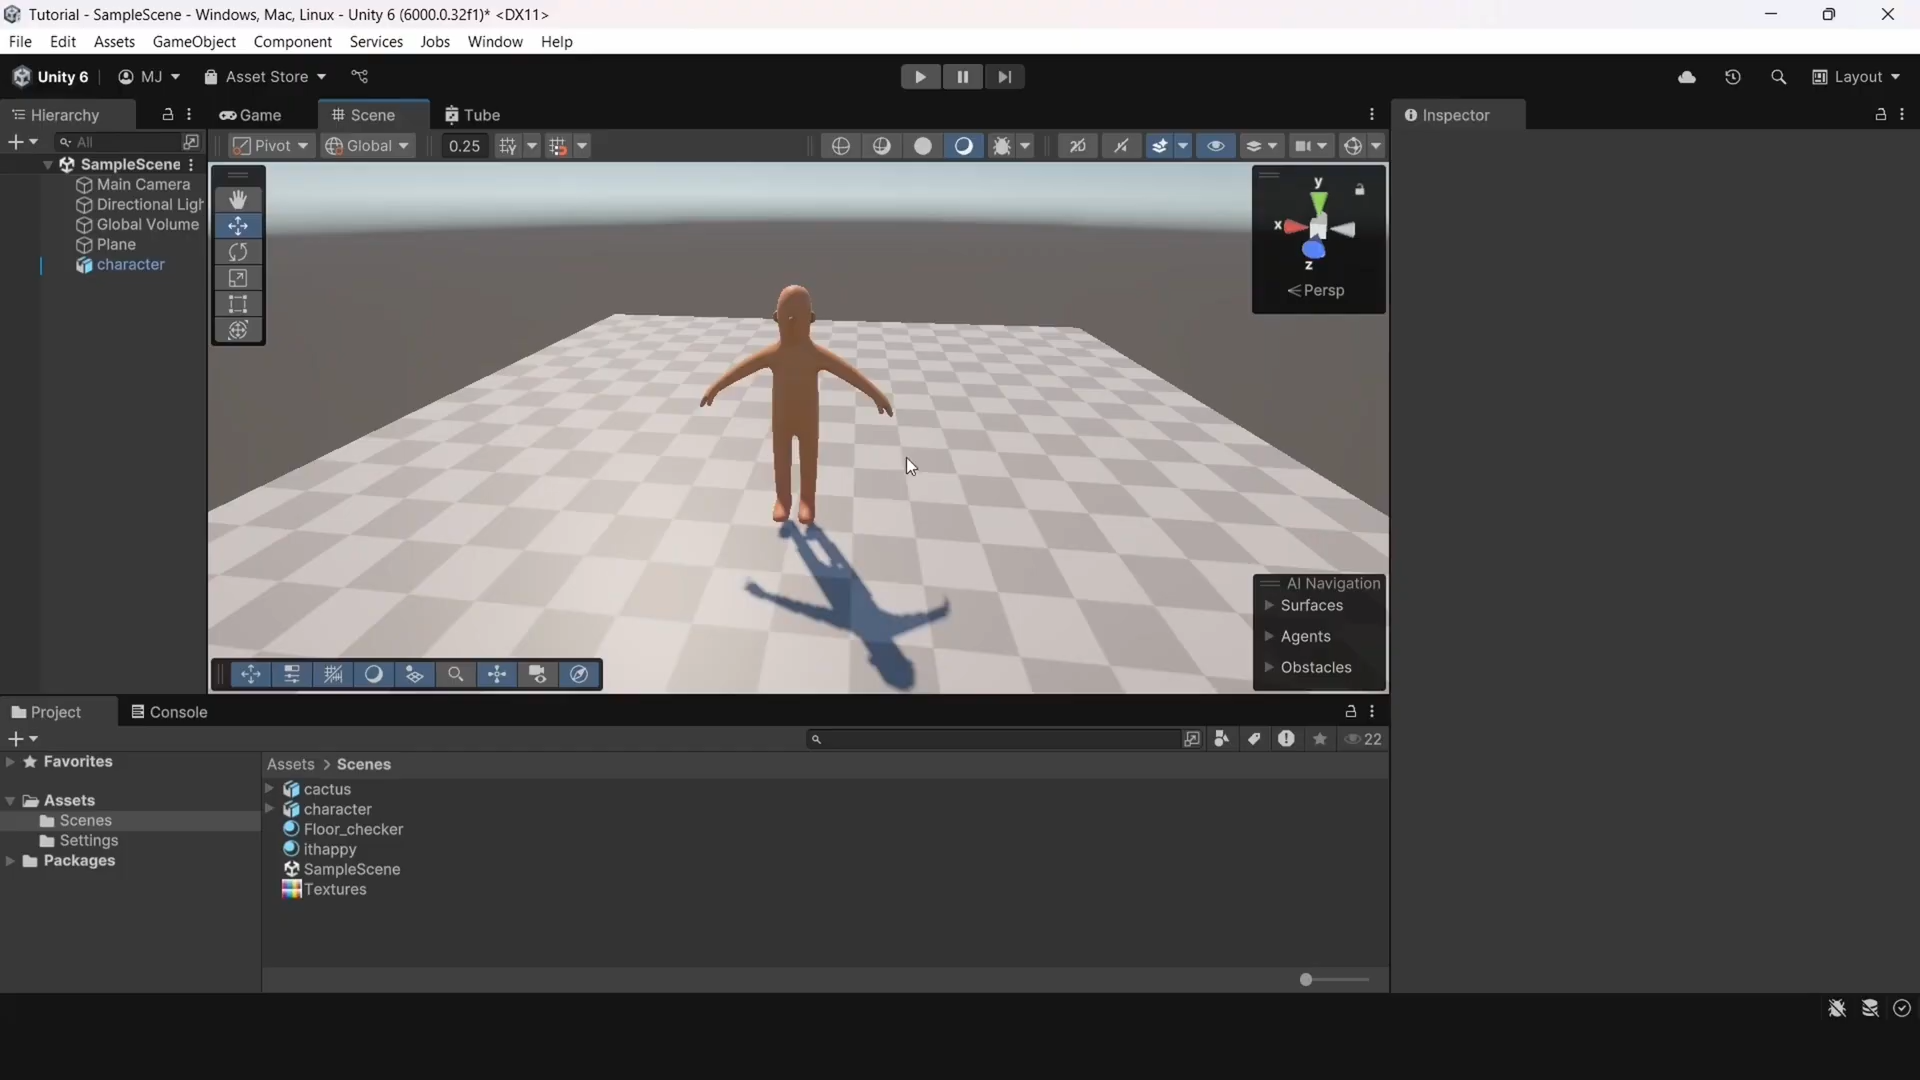 Tutorial - SampleScene - Windows, Mac, Linux - Unity 6 (6000.0.32f1)* <DX11>
File Edit Assets GameObject Component Services Jobs Window Help
Unity 6 MJ Asset Store Layout
Hierarchy Game Scene Tube Inspector
All Pivot Global 0.25 2D
SampleScene
Main Camera
Directional Ligh
Global Volume
Plane
character
y
x
z
Persp
AI Navigation
Surfaces
Agents
Obstacles
Project Console
22
Favorites
Assets
Scenes
Settings
Packages
Assets > Scenes
cactus
character
Floor_checker
ithappy
SampleScene
Textures